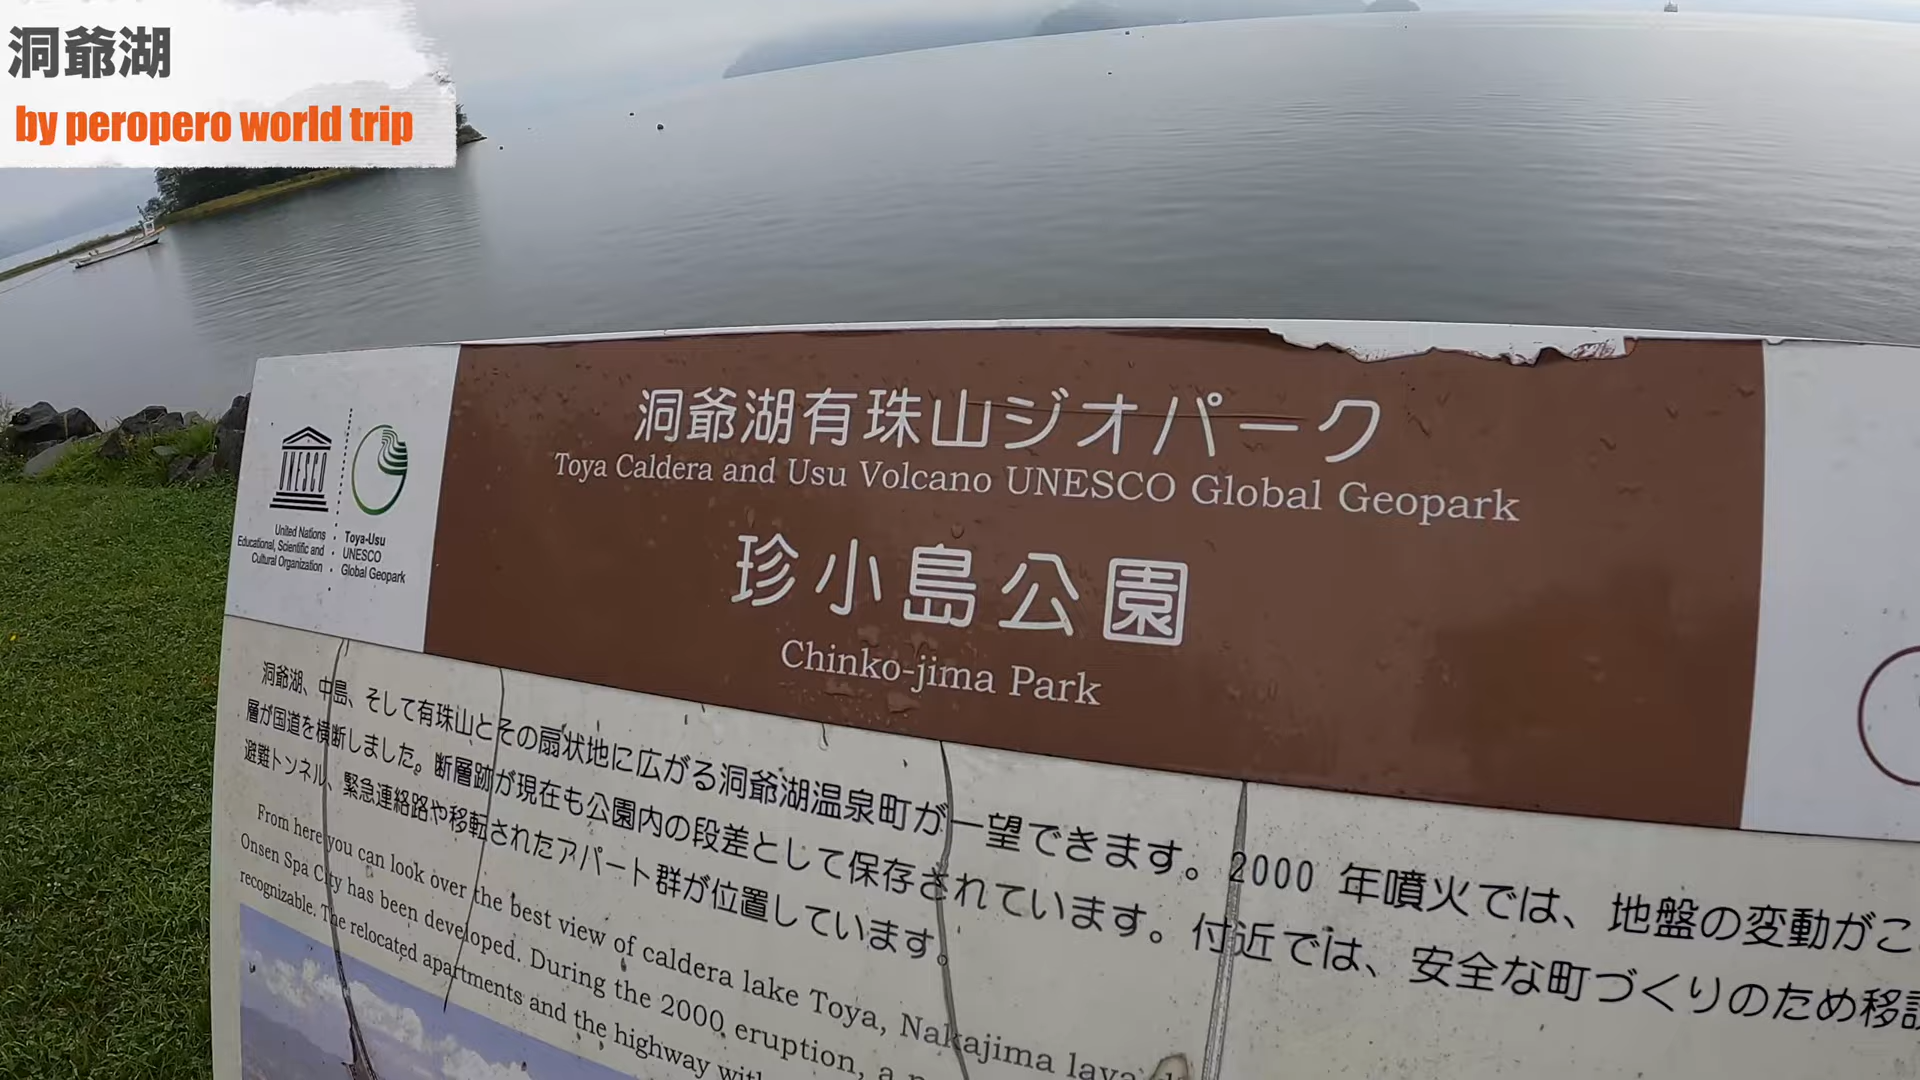 洞爺湖
by peropero world trip
洞爺湖有珠山ジオパーク
Toya Caldera and Usu Volcano UNESCO Global Geopark
珍小島公園
Chinko-jima Park
UNESCO
United Nations
Educational, Scientific and
Cultural Organization
Toya-Usu
UNESCO
Global Geopark
洞爺湖、中島、そして有珠山とその扇状地に広がる洞爺湖温泉町が一望できます。2000 年噴火では、地盤の変動がこ
層が国道を横断しました。断層跡が現在も公園内の段差として保存されています。付近では、安全な町づくりのため移設
避難トンネル、緊急連絡路や移転されたアパート群が位置しています。
From here you can look over the best view of caldera lake Toya, Nakajima lava
Onsen Spa City has been developed. During the 2000 eruption, a
recognizable. The relocated apartments and the highway with